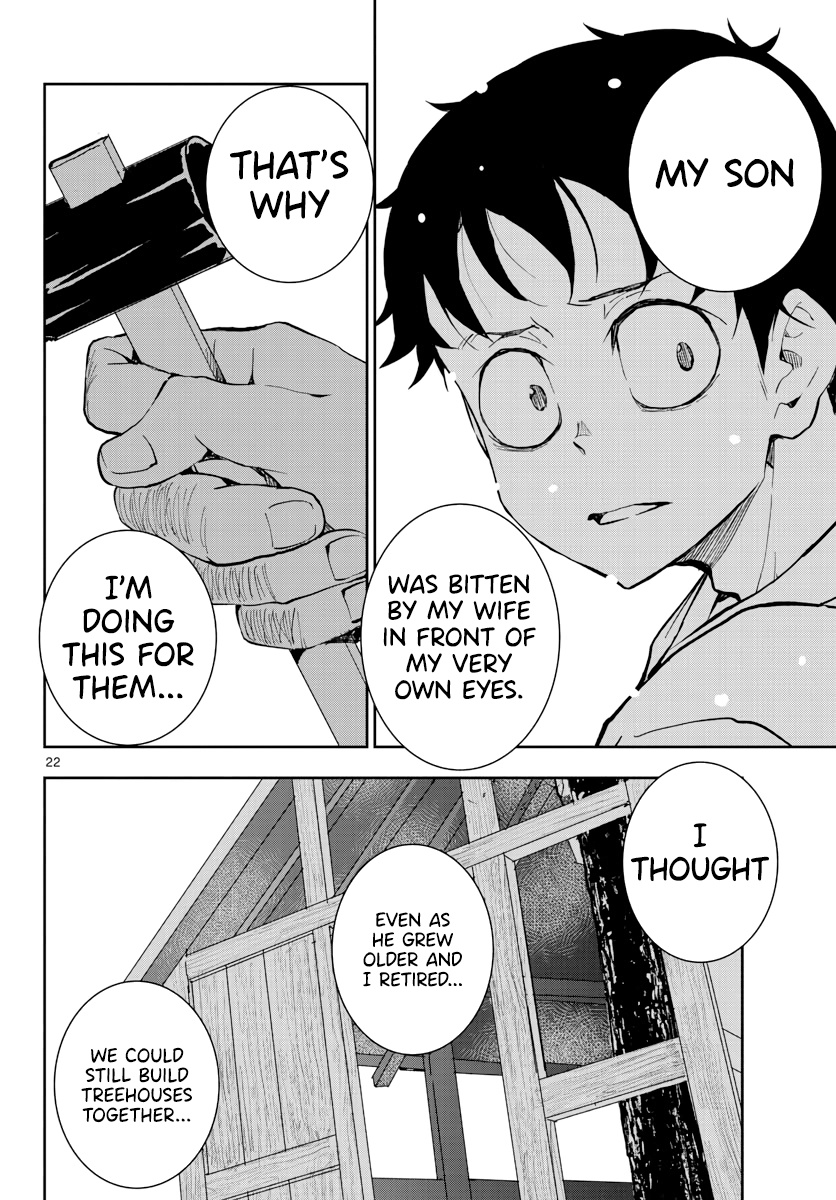 MY SON
WAS BITTEN
BY MY WIFE
IN FRONT OF
MY VERY
OWN EYES.
THAT'S
WHY
I'M
DOING
THIS FOR
THEM...
22
I
THOUGHT
EVEN AS
HE GREW
OLDER AND
I RETIRED...
WE COULD
STILL BUILD
TREEHOUSES
TOGETHER...